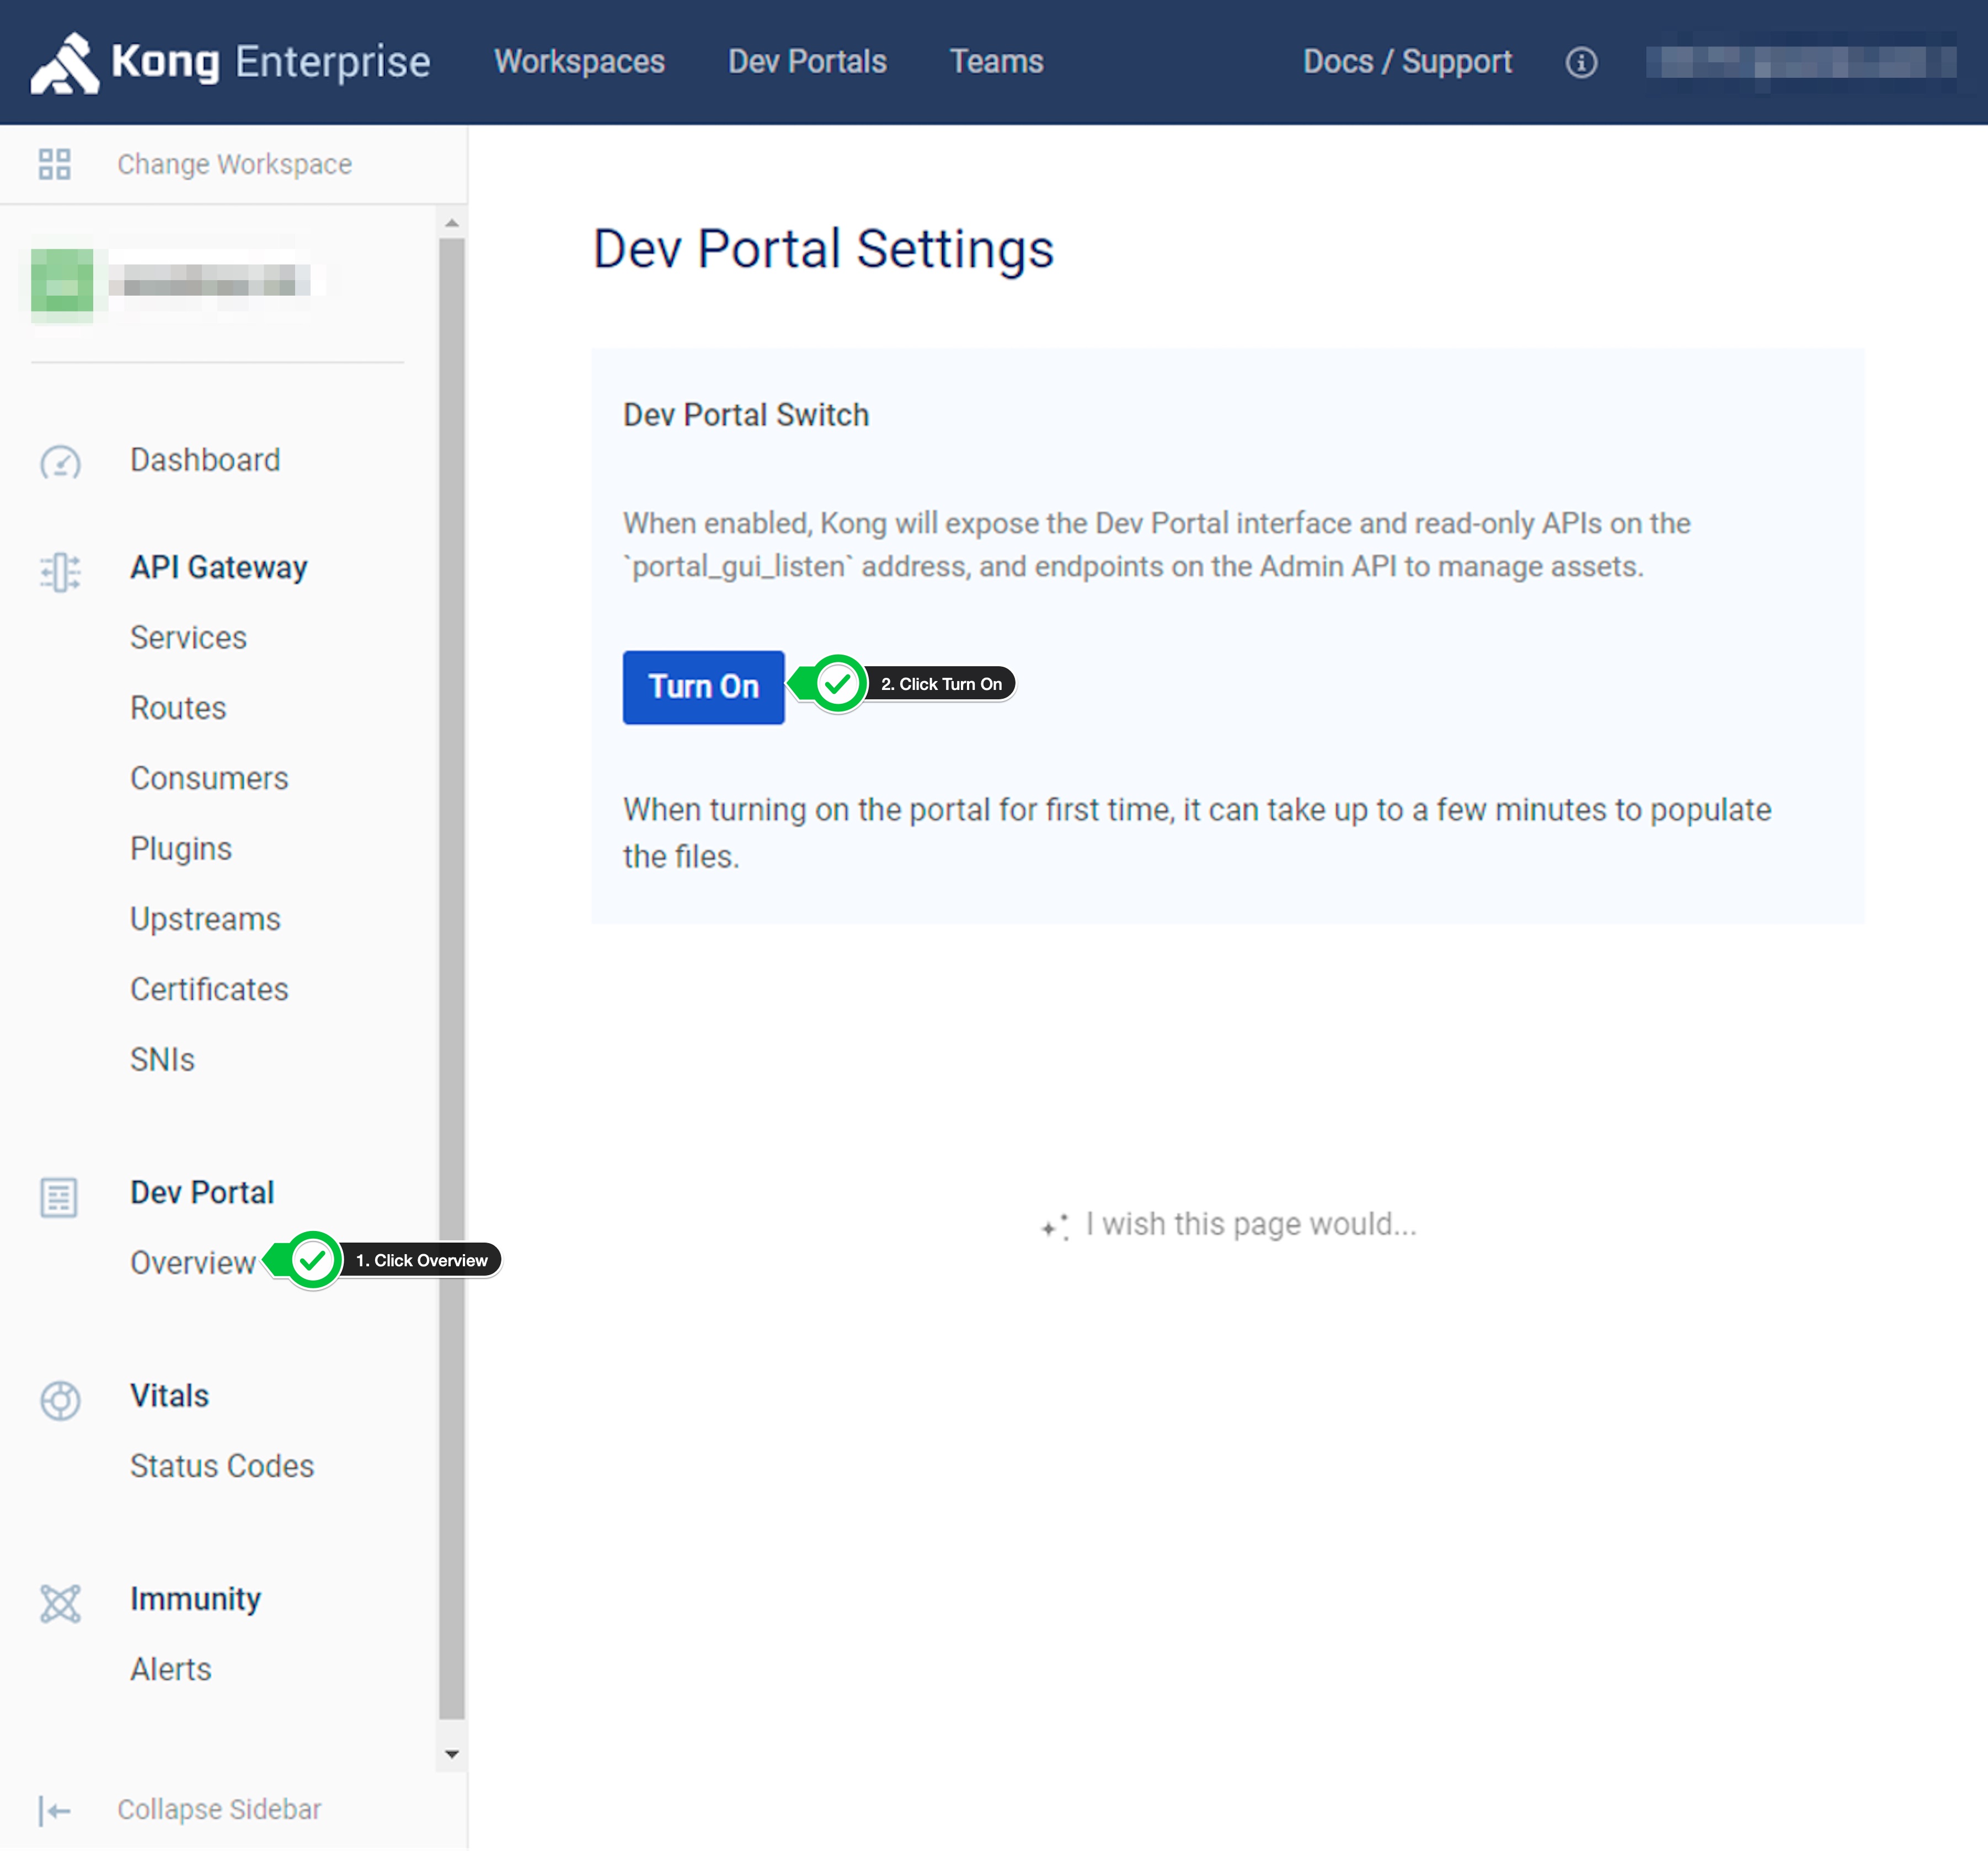 Kong Enterprise Workspaces Dev Portals Teams Docs / Support
Change Workspace
Dashboard
API Gateway
Services
Routes
Consumers
Plugins
Upstreams
Certificates
SNIs
Dev Portal
Overview
1. Click Overview
Vitals
Status Codes
Immunity
Alerts
Collapse Sidebar
Dev Portal Settings
Dev Portal Switch
When enabled, Kong will expose the Dev Portal interface and read-only APIs on the
`portal_gui_listen` address, and endpoints on the Admin API to manage assets.
Turn On
2. Click Turn On
When turning on the portal for first time, it can take up to a few minutes to populate
the files.
I wish this page would...